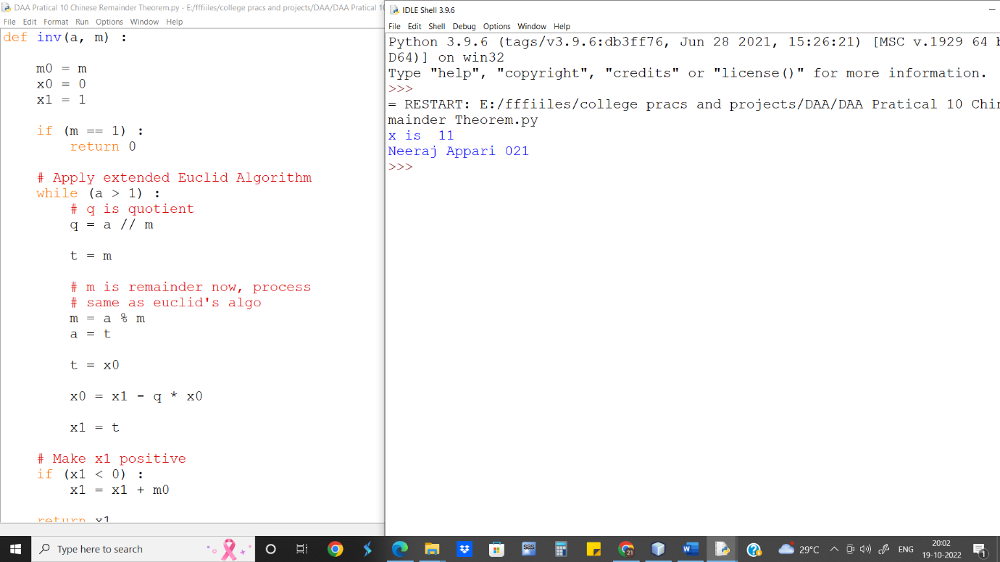 DAA Pratical 10 Chinese Remainder Theorem.py - E:/fffiiles/college pracs and projects/DAA/DAA Pratical 10
File Edit Format Run Options Window Help
def inv(a, m) :
m0 = m
x0 = 0
x1 = 1
if (m == 1) :
return 0
# Apply extended Euclid Algorithm
while (a > 1) :
# q is quotient
q = a // m
t = m
# m is remainder now, process
# same as euclid's algo
m = a % m
a = t
t = x0
x0 = x1 - q * x0
x1 = t
# Make x1 positive
if (x1 < 0) :
x1 = x1 + m0
return x1
IDLE Shell 3.9.6
File Edit Shell Debug Options Window Help
Python 3.9.6 (tags/v3.9.6:db3ff76, Jun 28 2021, 15:26:21) [MSC v.1929 64
D64)] on win32
Type "help", "copyright", "credits" or "license()" for more information.
>>>
= RESTART: E:/fffiiles/college pracs and projects/DAA/DAA Pratical 10 Chin
mainder Theorem.py
x is  11
Neeraj Appari 021
>>>
Type here to search
21
sas
W
29°C
ENG
20:02
19-10-2022
1